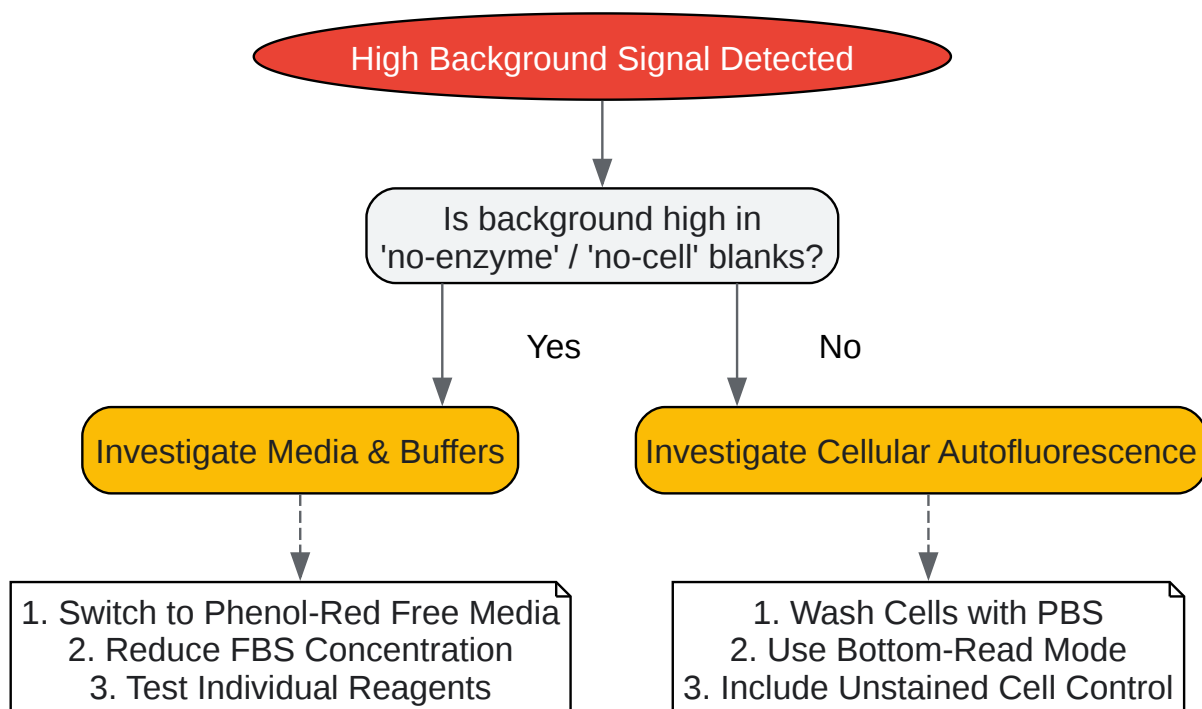 High Background Signal Detected
Is background high in
'no-enzyme' / 'no-cell' blanks?
Yes
No
Investigate Media & Buffers
Investigate Cellular Autofluorescence
1. Switch to Phenol-Red Free Media
2. Reduce FBS Concentration
3. Test Individual Reagents
1. Wash Cells with PBS
2. Use Bottom-Read Mode
3. Include Unstained Cell Control